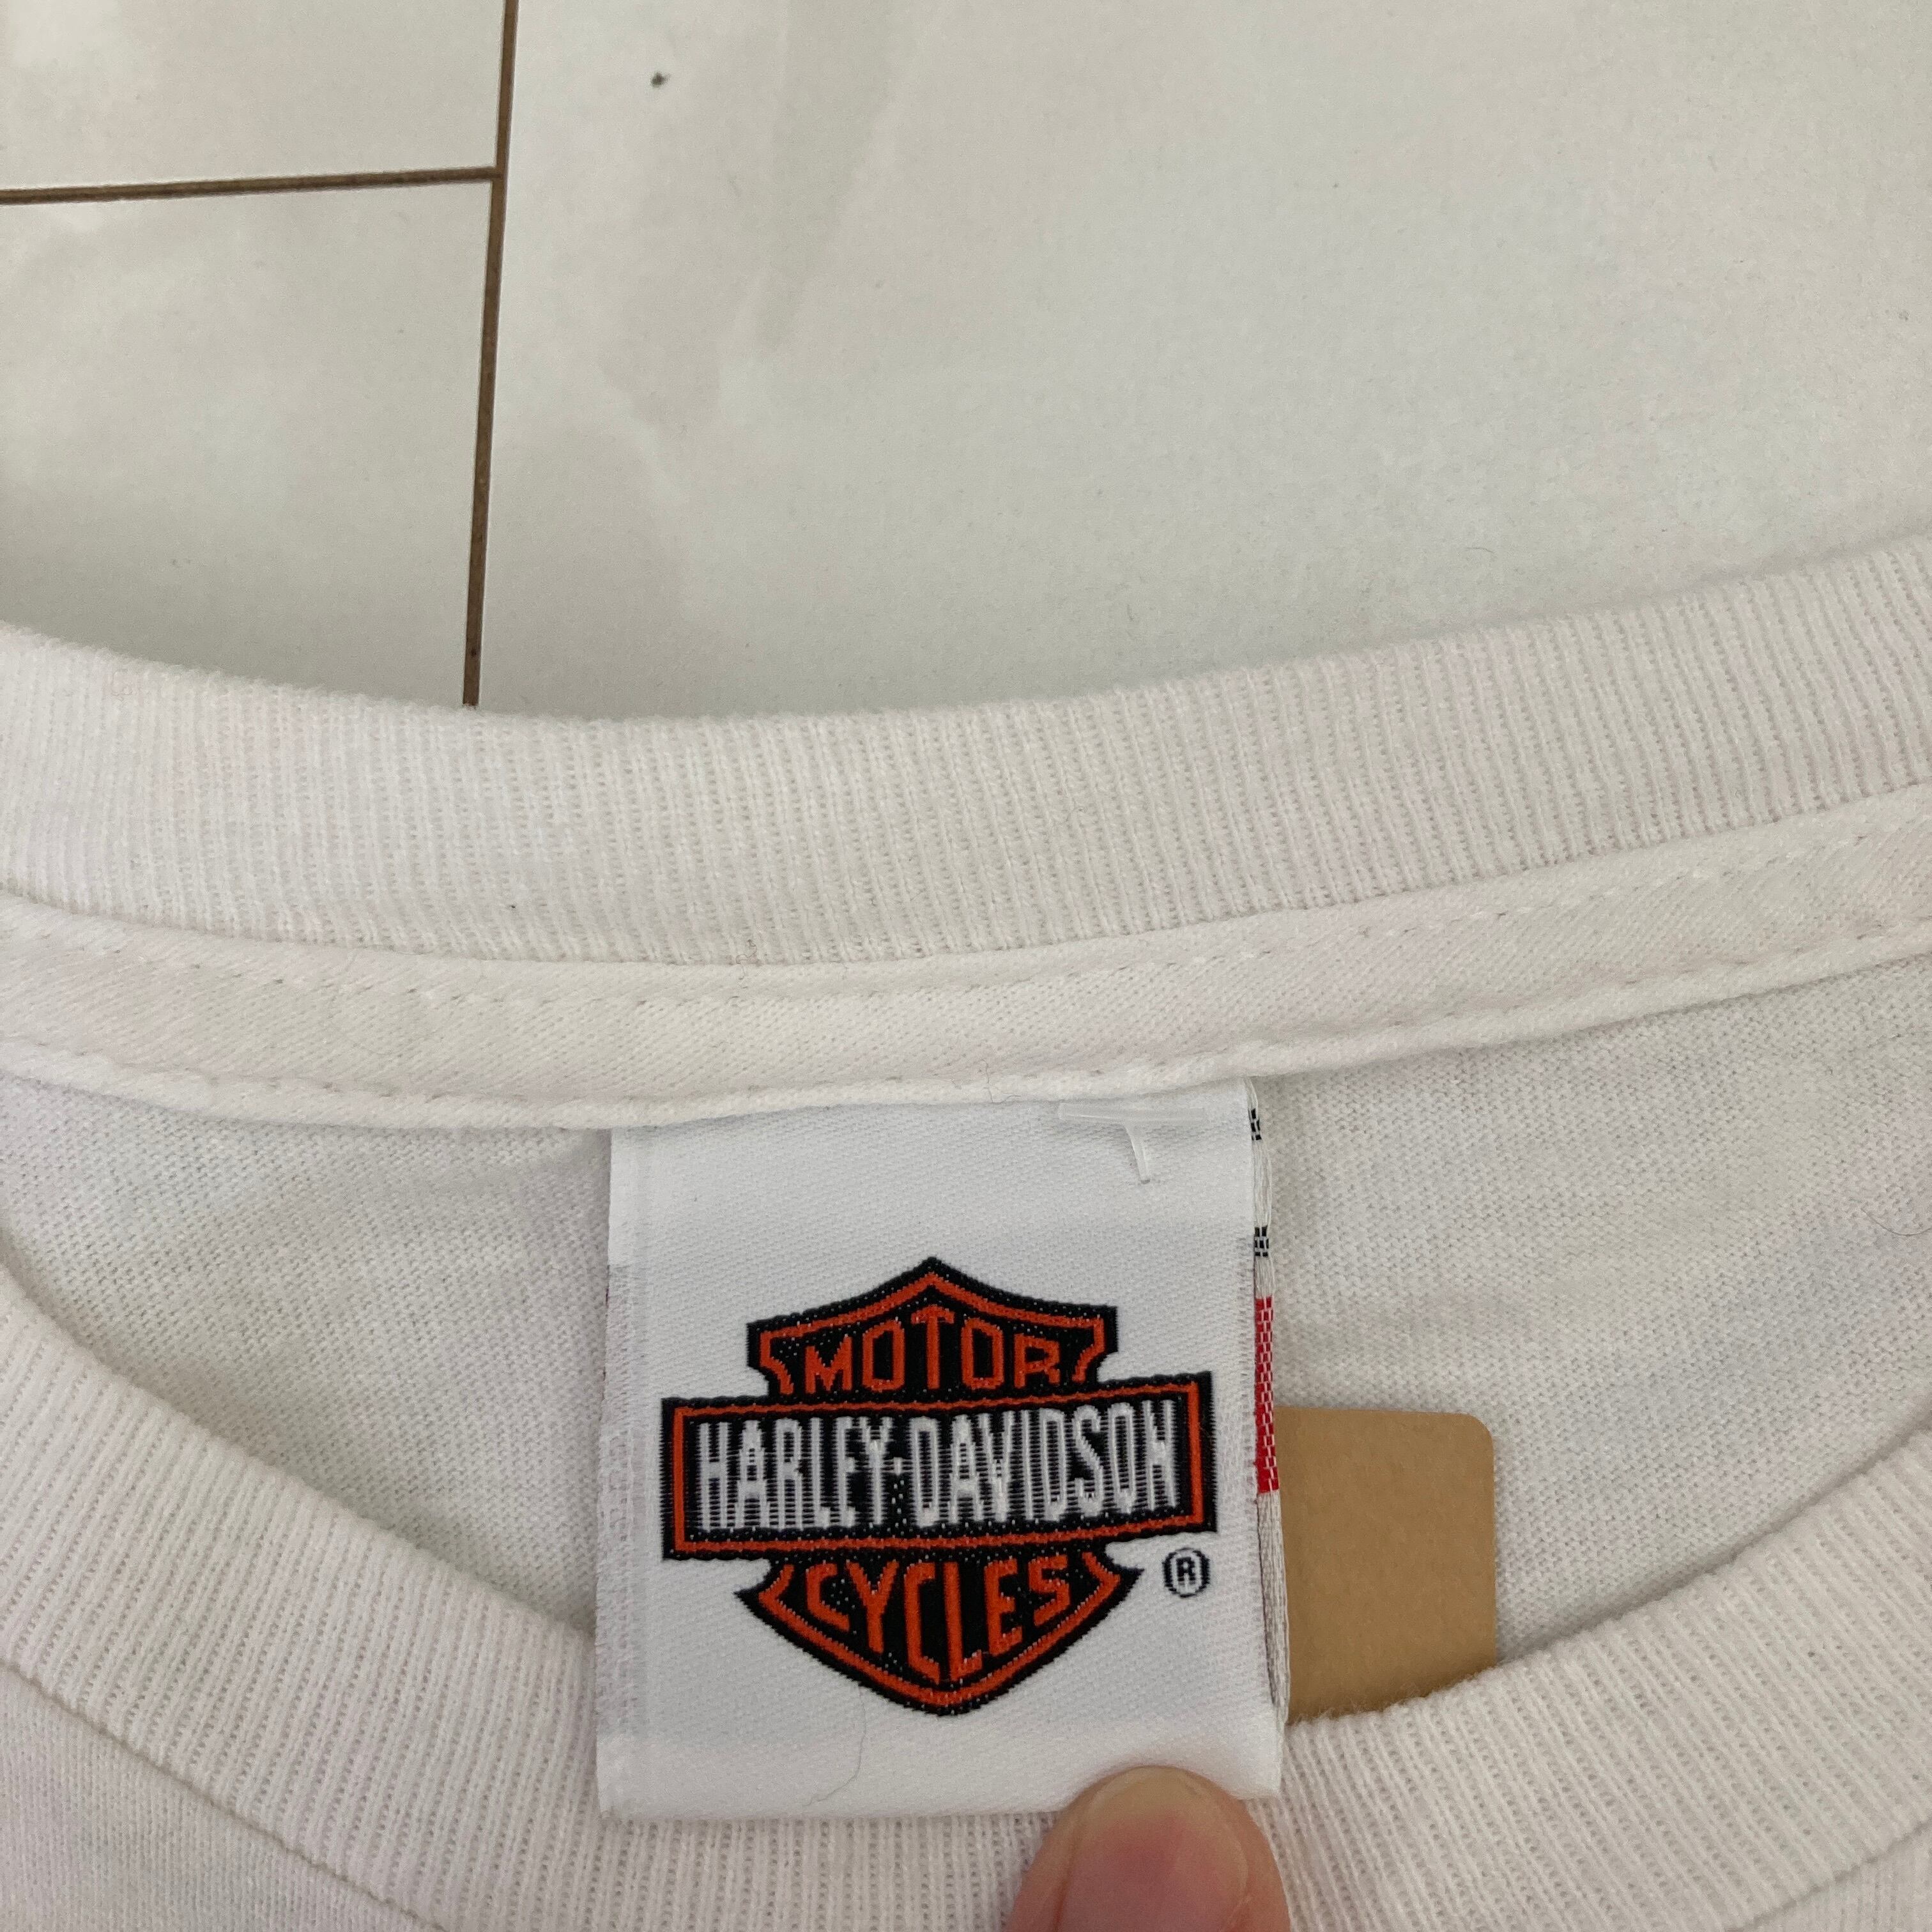 MOTOR
HARLEY-DAVIDSON
CYCLES
®